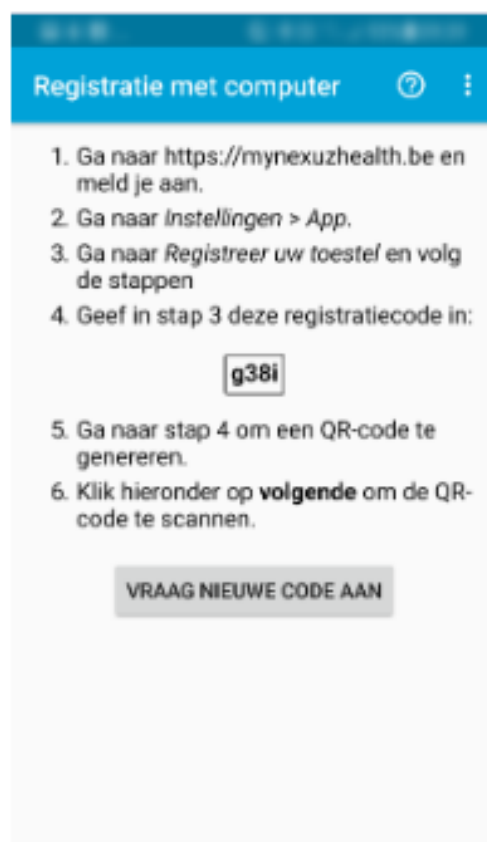 Registratie met computer
1. Ga naar https://mynexuzhealth.be en
meld je aan.
2. Ga naar Instellingen > App.
3. Ga naar Registreer uw toestel en volg
de stappen
4. Geef in stap 3 deze registratiecode in:
g38i
5. Ga naar stap 4 om een QR-code te
genereren.
6. Klik hieronder op volgende om de QR-
code te scannen.
VRAAG NIEUWE CODE AAN